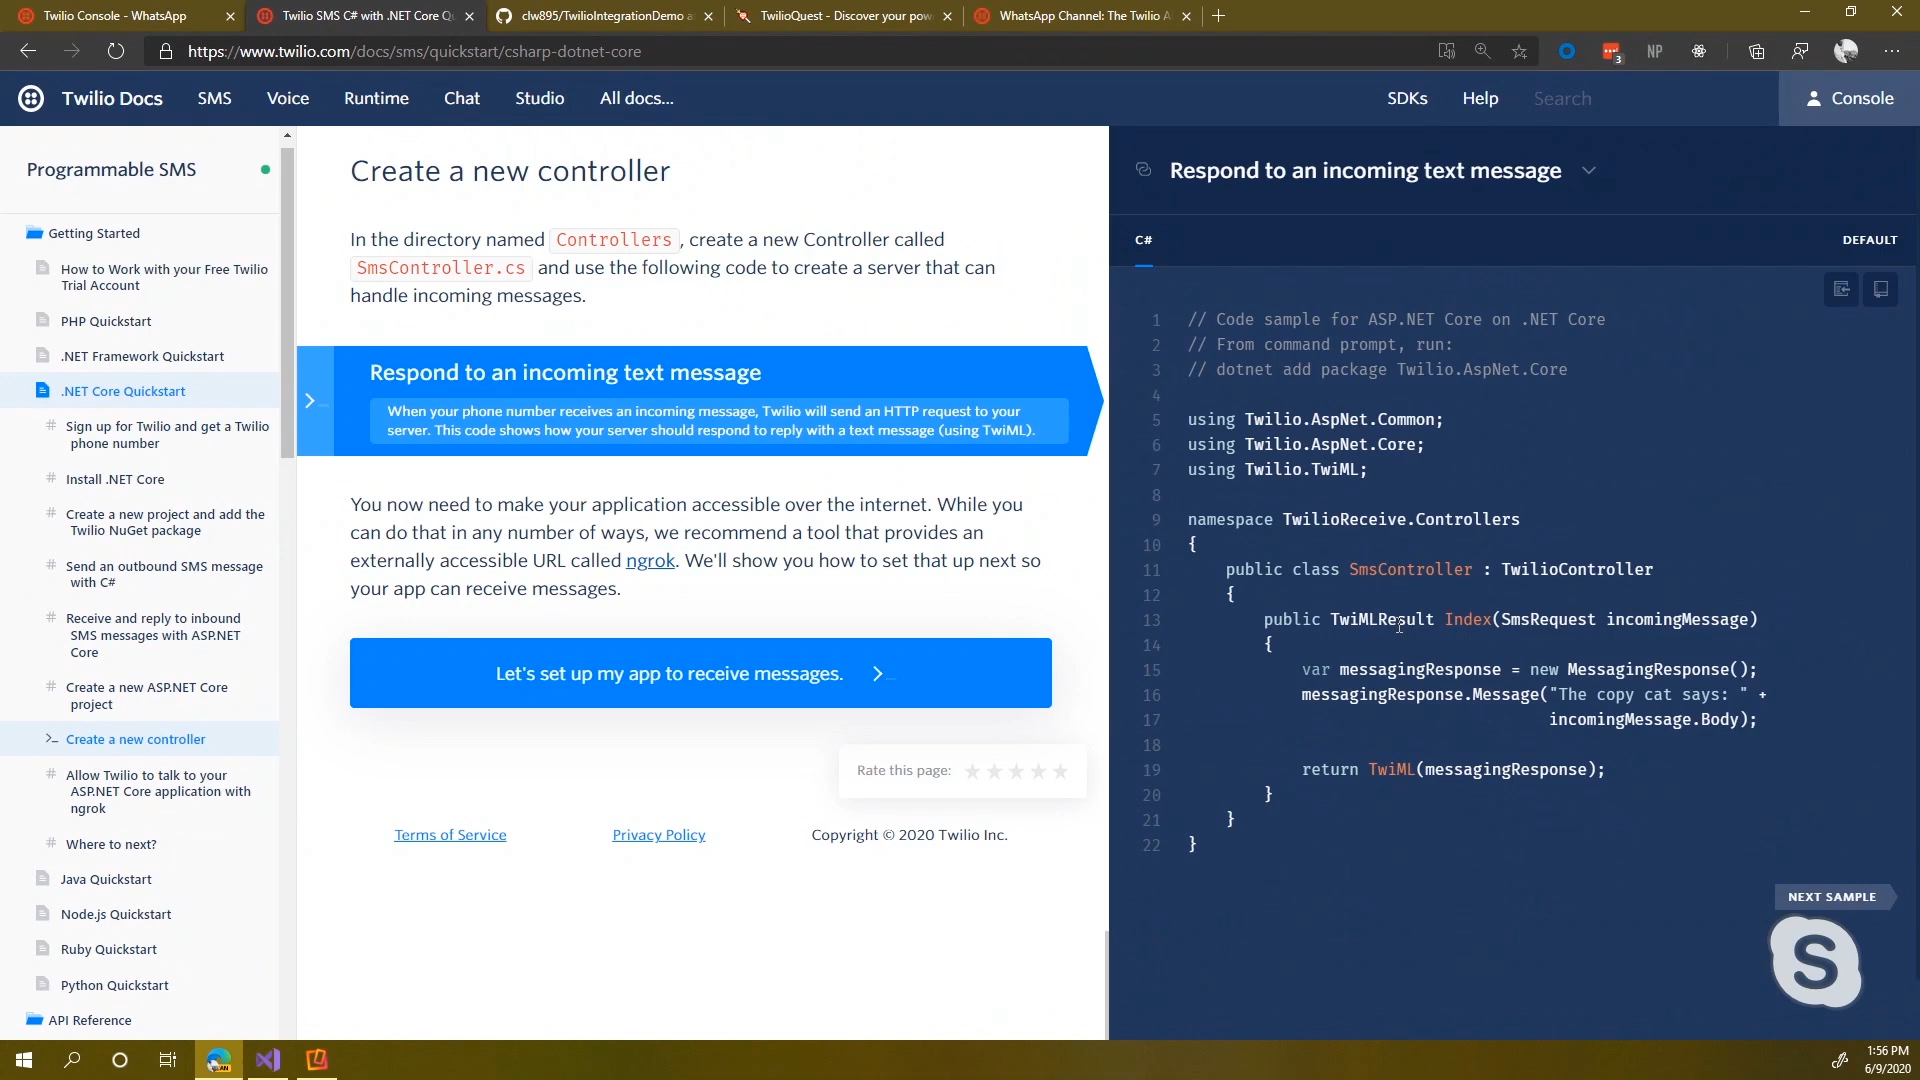 Twilio Console - WhatsApp
Twilio SMS C# with .NET Core Qu
clw895/TwilioIntegrationDemo a
TwilioQuest - Discover your pow
WhatsApp Channel: The Twilio A
https://www.twilio.com/docs/sms/quickstart/csharp-dotnet-core
3
NP
Twilio Docs
SMS
Voice
Runtime
Chat
Studio
All docs...
SDKs
Help
Search
Console
Programmable SMS
Getting Started
How to Work with your Free Twilio
Trial Account
PHP Quickstart
.NET Framework Quickstart
.NET Core Quickstart
# Sign up for Twilio and get a Twilio
phone number
# Install .NET Core
# Create a new project and add the
Twilio NuGet package
# Send an outbound SMS message
with C#
# Receive and reply to inbound
SMS messages with ASP.NET
Core
# Create a new ASP.NET Core
project
>_ Create a new controller
# Allow Twilio to talk to your
ASP.NET Core application with
ngrok
# Where to next?
Java Quickstart
Node.js Quickstart
Ruby Quickstart
Python Quickstart
API Reference
Create a new controller
In the directory named Controllers, create a new Controller called
SmsController.cs and use the following code to create a server that can
handle incoming messages.
Respond to an incoming text message
When your phone number receives an incoming message, Twilio will send an HTTP request to your
server. This code shows how your server should respond to reply with a text message (using TwiML).
You now need to make your application accessible over the internet. While you
can do that in any number of ways, we recommend a tool that provides an
externally accessible URL called ngrok. We'll show you how to set that up next so
your app can receive messages.
Let's set up my app to receive messages.
Rate this page:
Terms of Service
Privacy Policy
Copyright © 2020 Twilio Inc.
Respond to an incoming text message
C#
DEFAULT
1 // Code sample for ASP.NET Core on .NET Core
2 // From command prompt, run:
3 // dotnet add package Twilio.AspNet.Core
4
5 using Twilio.AspNet.Common;
6 using Twilio.AspNet.Core;
7 using Twilio.TwiML;
8
9 namespace TwilioReceive.Controllers
10 {
11 public class SmsController : TwilioController
12 {
13 public TwiMLResult Index(SmsRequest incomingMessage)
14 {
15 var messagingResponse = new MessagingResponse();
16 messagingResponse.Message("The copy cat says: " +
17 incomingMessage.Body);
18
19 return TwiML(messagingResponse);
20 }
21 }
22 }
NEXT SAMPLE
S
1:56 PM
6/9/2020